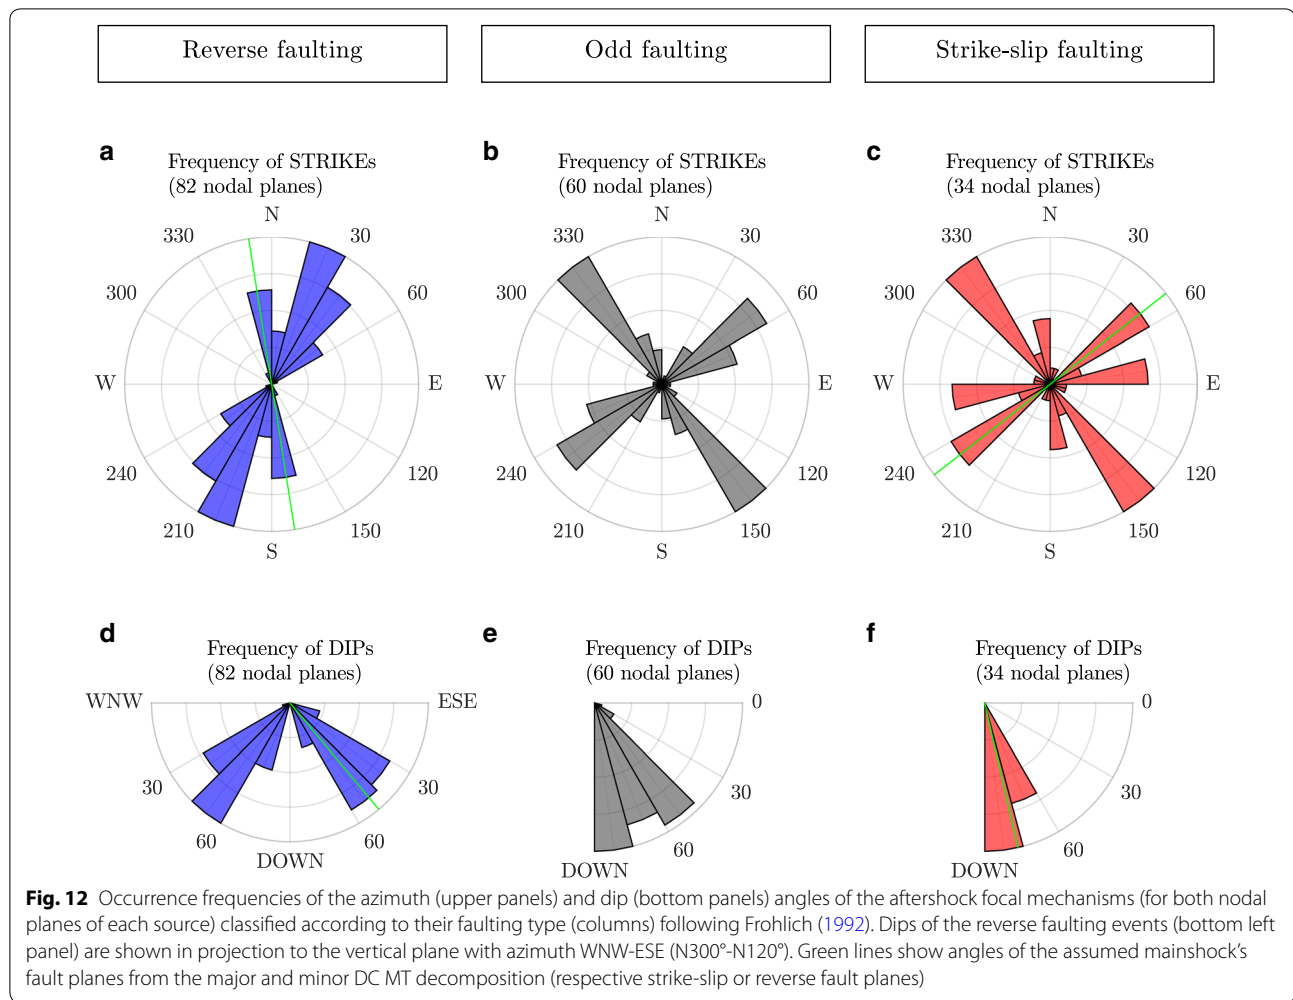 Reverse faulting
Odd faulting
Strike-slip faulting
a
Frequency of STRIKEs
(82 nodal planes)
N
330
30
300
60
W
E
240
120
210
150
S
b
Frequency of STRIKEs
(60 nodal planes)
N
330
30
300
60
W
E
240
120
210
150
S
c
Frequency of STRIKEs
(34 nodal planes)
N
330
30
300
60
W
E
240
120
210
150
S
d
Frequency of DIPs
(82 nodal planes)
WNW
ESE
30
30
60
60
DOWN
e
Frequency of DIPs
(60 nodal planes)
0
30
60
DOWN
f
Frequency of DIPs
(34 nodal planes)
0
30
60
DOWN
Fig. 12 Occurrence frequencies of the azimuth (upper panels) and dip (bottom panels) angles of the aftershock focal mechanisms (for both nodal
planes of each source) classified according to their faulting type (columns) following Frohlich (1992). Dips of the reverse faulting events (bottom left
panel) are shown in projection to the vertical plane with azimuth WNW-ESE (N300°-N120°). Green lines show angles of the assumed mainshock's
fault planes from the major and minor DC MT decomposition (respective strike-slip or reverse fault planes)